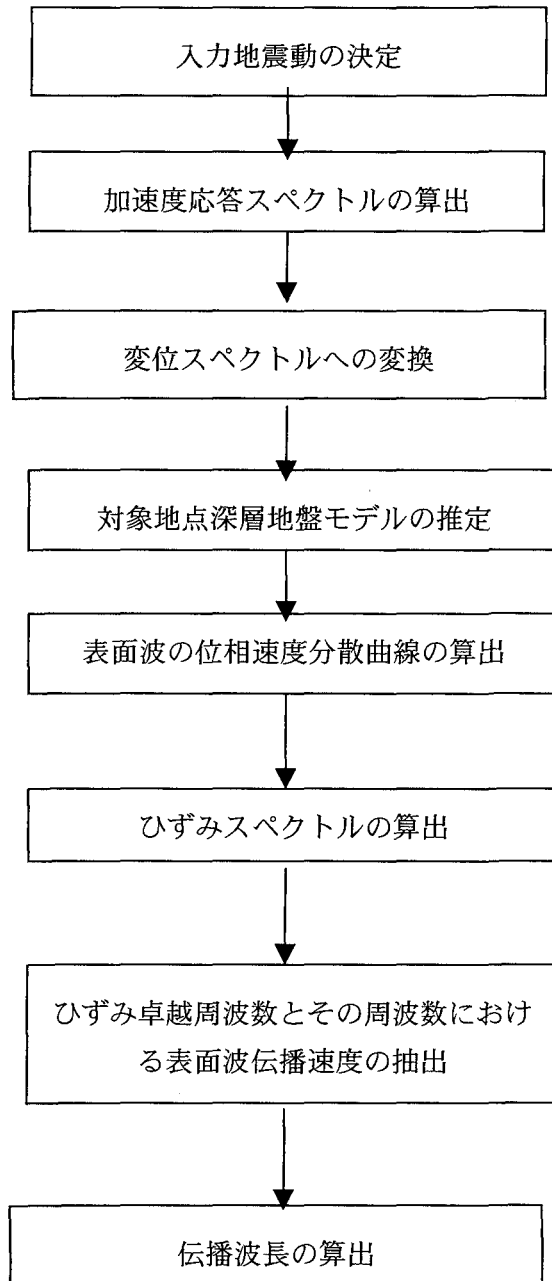 入力地震動の決定
加速度応答スペクトルの算出
変位スペクトルへの変換
対象地点深層地盤モデルの推定
表面波の位相速度分散曲線の算出
ひずみスペクトルの算出
ひずみ卓越周波数とその周波数におけ
る表面波伝播速度の抽出
伝播波長の算出